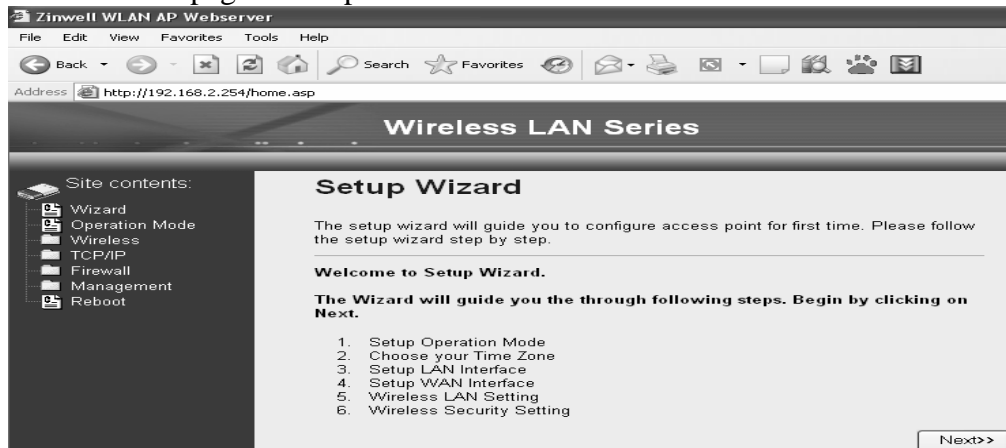 Zinwell WLAN AP Webserver
File Edit View Favorites Tools Help
Back Search Favorites
Address http://192.168.2.254/home.asp
Wireless LAN Series
Site contents:
Wizard
Operation Mode
Wireless
TCP/IP
Firewall
Management
Reboot
Setup Wizard
The setup wizard will guide you to configure access point for first time. Please follow
the setup wizard step by step.
Welcome to Setup Wizard.
The Wizard will guide you the through following steps. Begin by clicking on
Next.
1. Setup Operation Mode
2. Choose your Time Zone
3. Setup LAN Interface
4. Setup WAN Interface
5. Wireless LAN Setting
6. Wireless Security Setting
Next>>